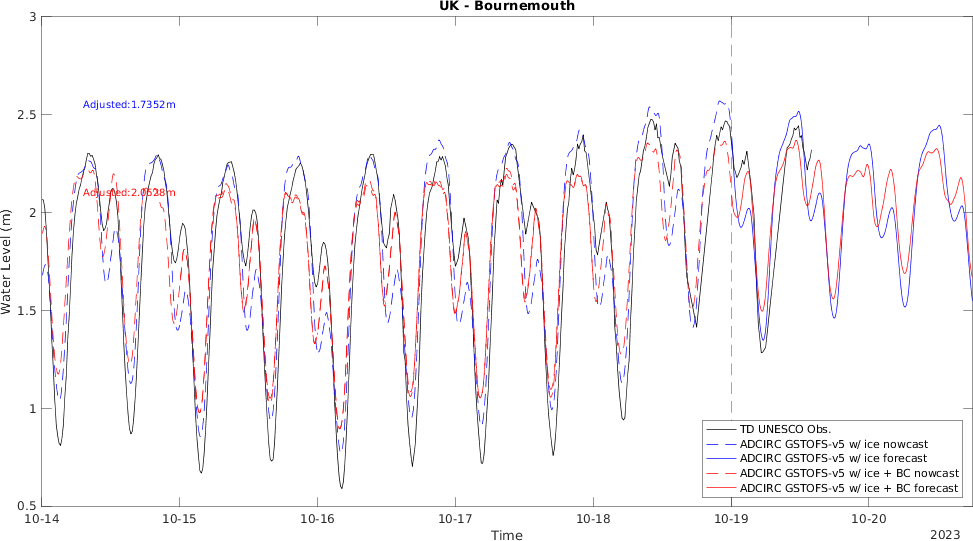 UK - Bournemouth
3
2.5
2
1.5
1
0.5
Water Level (m)
Adjusted:1.7352m
Adjusted:2.0528m
TD UNESCO Obs.
ADCIRC GSTOFS-v5 w/ ice nowcast
ADCIRC GSTOFS-v5 w/ ice forecast
ADCIRC GSTOFS-v5 w/ ice + BC nowcast
ADCIRC GSTOFS-v5 w/ ice + BC forecast
10-14 10-15 10-16 10-17 10-18 10-19 10-20
Time
2023